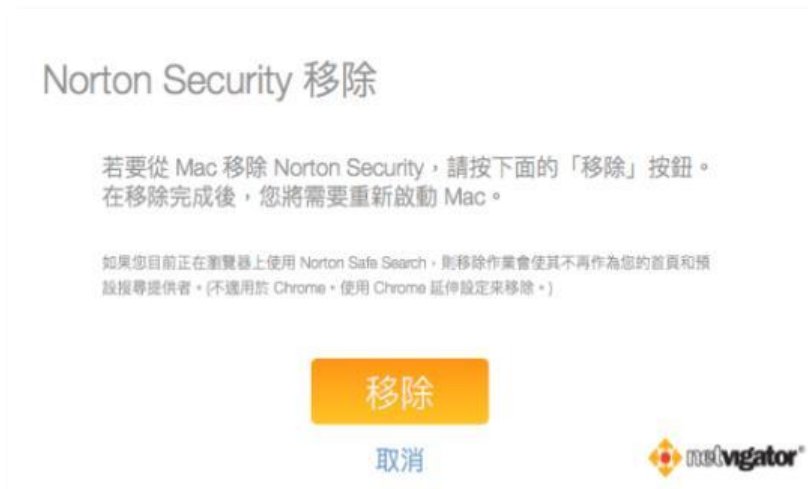 Norton Security 移除
若要從 Mac 移除 Norton Security，請按下面的「移除」按鈕。
在移除完成後，您將需要重新啟動 Mac。
如果您目前正在瀏覽器上使用 Norton Safe Search，則移除作業會使其不再作為您的首頁和預
設搜尋提供者。(不適用於 Chrome。使用 Chrome 延伸設定來移除。)
移除
取消
netvigator®